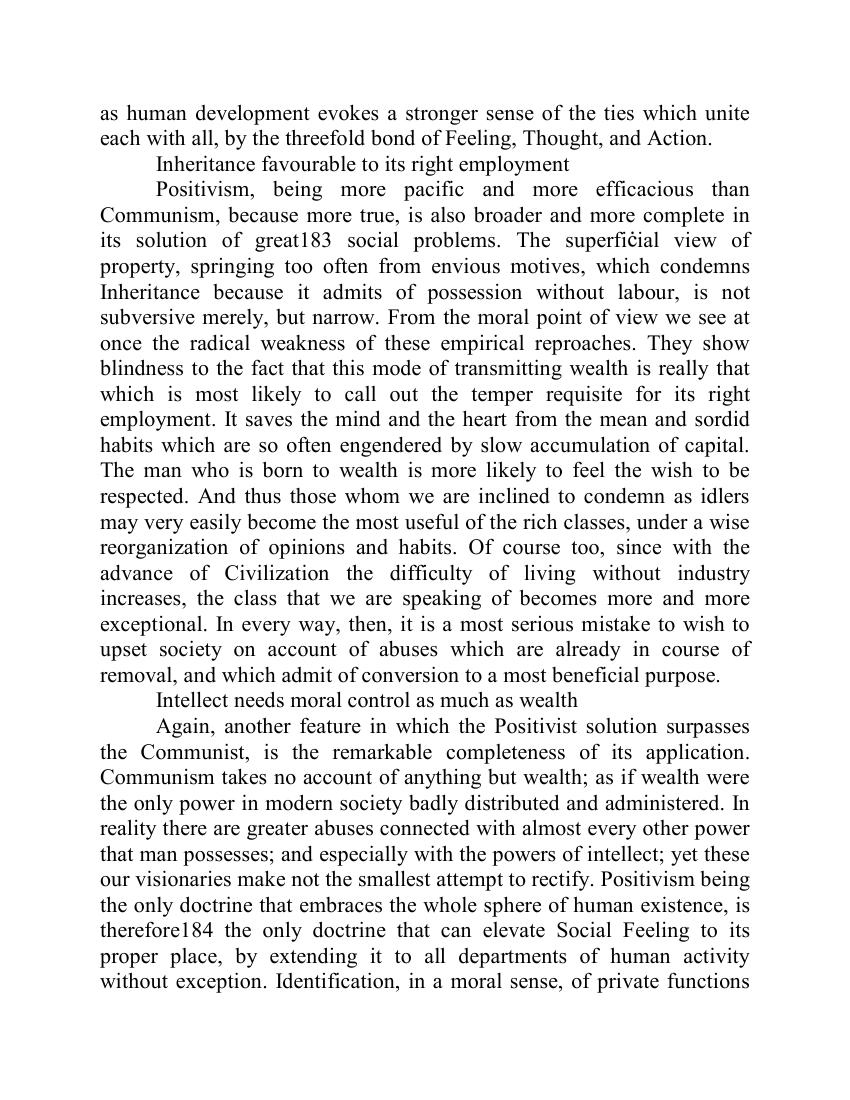 as human development evokes a stronger sense of the ties which unite
each with all, by the threefold bond of Feeling, Thought, and Action.
Inheritance favourable to its right employment
Positivism, being more pacific and more efficacious than
Communism, because more true, is also broader and more complete in
its solution of great183 social problems. The superfiċial view of
property, springing too often from envious motives, which condemns
Inheritance because it admits of possession without labour, is not
subversive merely, but narrow. From the moral point of view we see at
once the radical weakness of these empirical reproaches. They show
blindness to the fact that this mode of transmitting wealth is really that
which is most likely to call out the temper requisite for its right
employment. It saves the mind and the heart from the mean and sordid
habits which are so often engendered by slow accumulation of capital.
The man who is born to wealth is more likely to feel the wish to be
respected. And thus those whom we are inclined to condemn as idlers
may very easily become the most useful of the rich classes, under a wise
reorganization of opinions and habits. Of course too, since with the
advance of Civilization the difficulty of living without industry
increases, the class that we are speaking of becomes more and more
exceptional. In every way, then, it is a most serious mistake to wish to
upset society on account of abuses which are already in course of
removal, and which admit of conversion to a most beneficial purpose.
Intellect needs moral control as much as wealth
Again, another feature in which the Positivist solution surpasses
the Communist, is the remarkable completeness of its application.
Communism takes no account of anything but wealth; as if wealth were
the only power in modern society badly distributed and administered. In
reality there are greater abuses connected with almost every other power
that man possesses; and especially with the powers of intellect; yet these
our visionaries make not the smallest attempt to rectify. Positivism being
the only doctrine that embraces the whole sphere of human existence, is
therefore184 the only doctrine that can elevate Social Feeling to its
proper place, by extending it to all departments of human activity
without exception. Identification, in a moral sense, of private functions